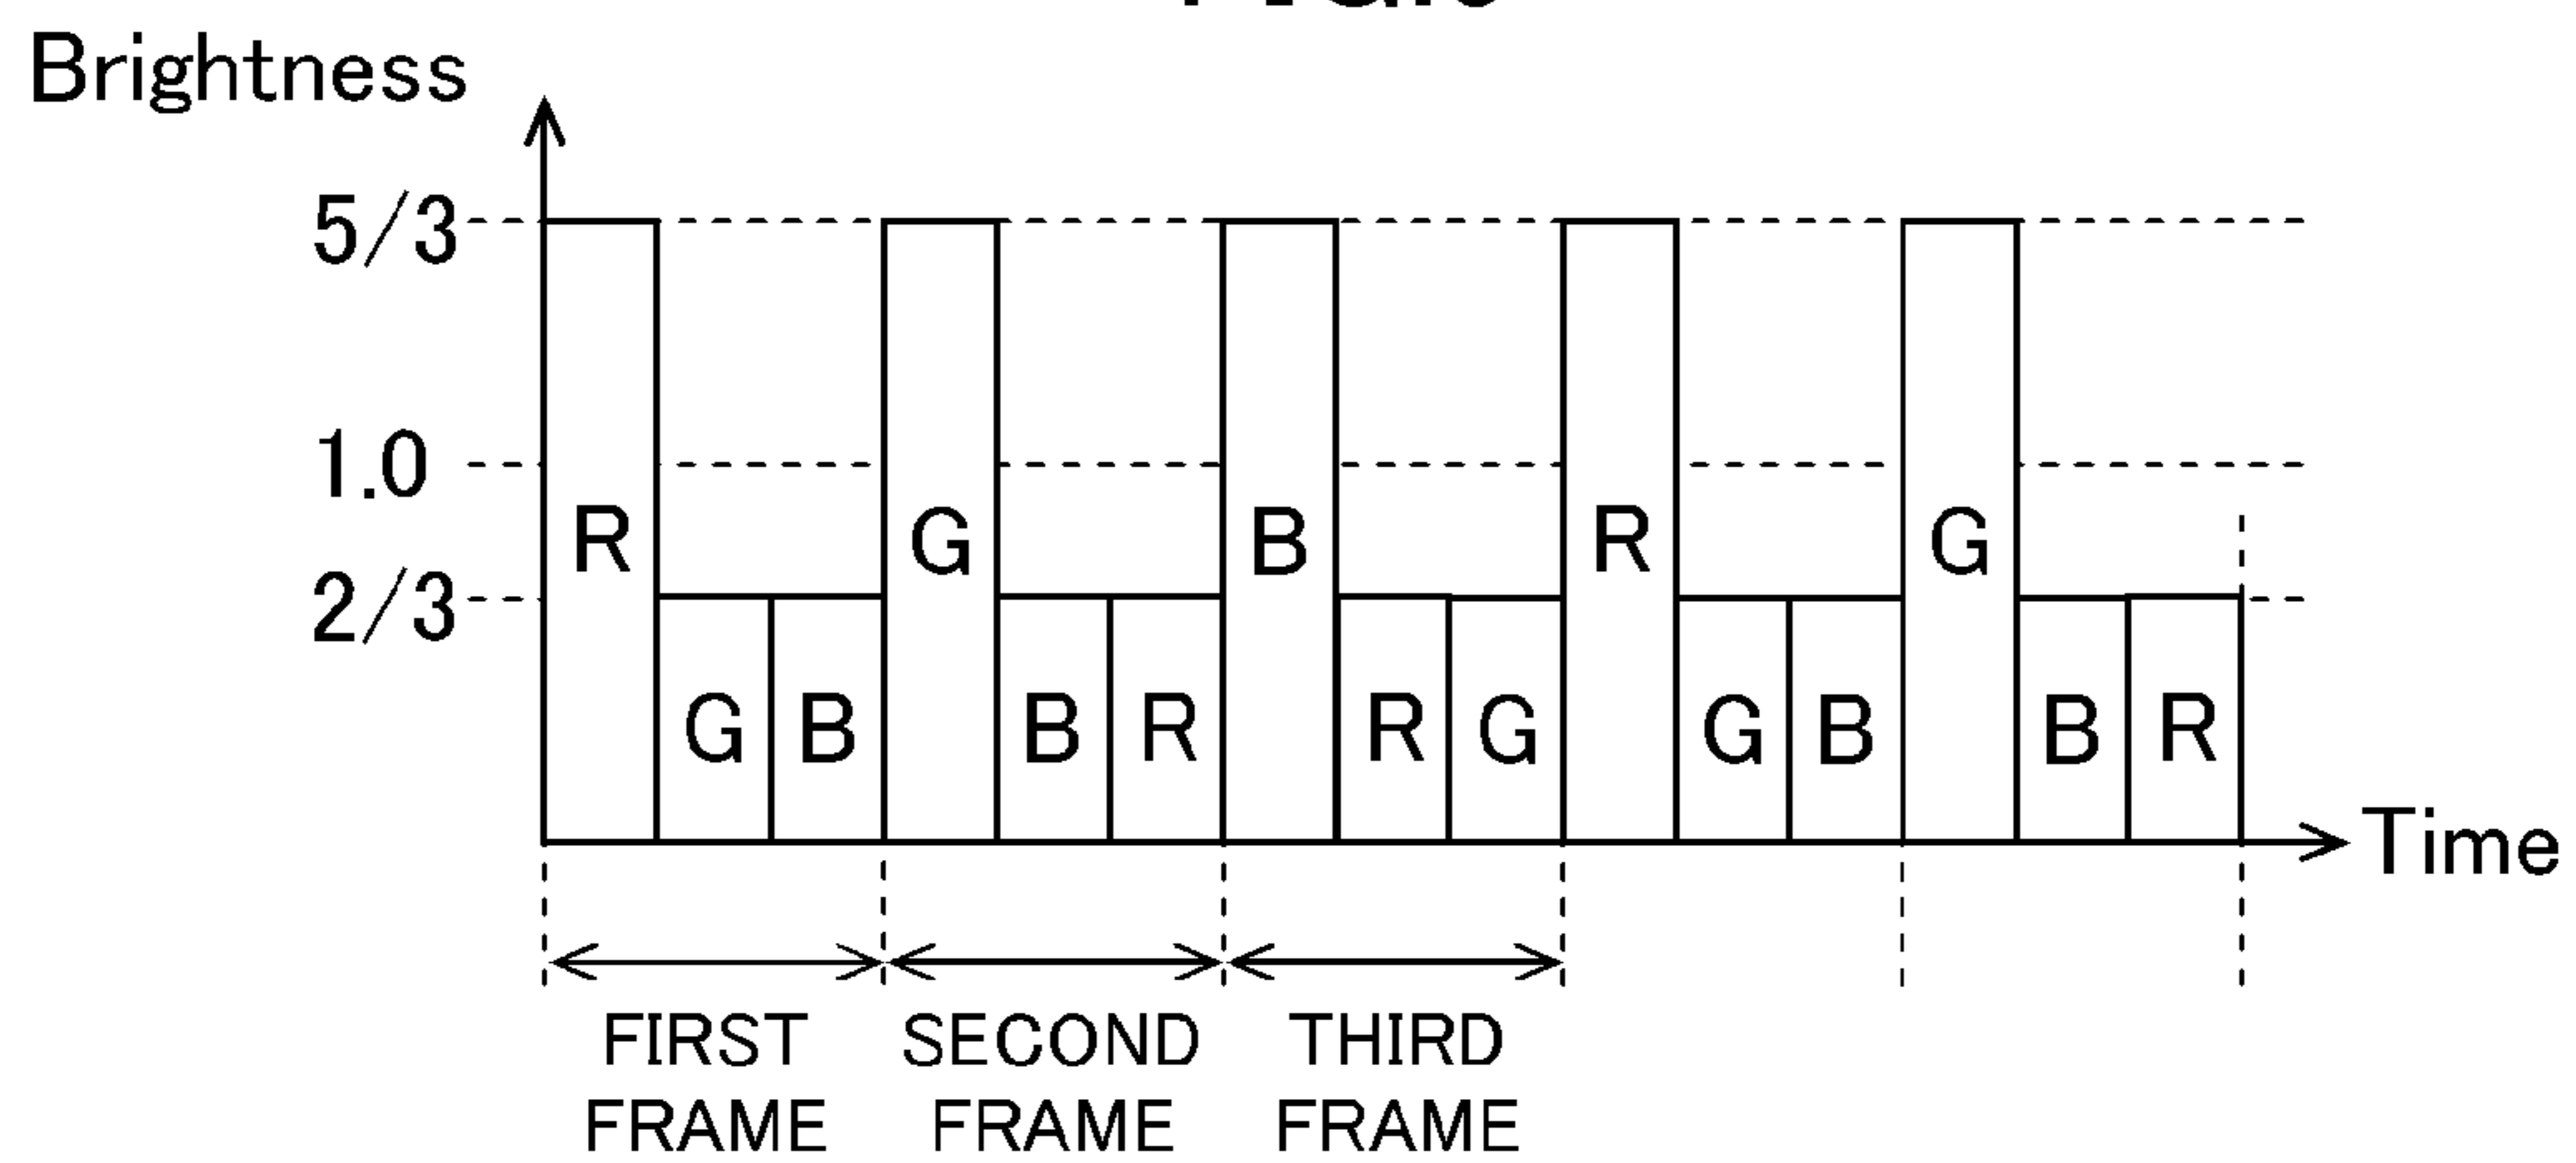 Brightness
5/3
1.0
2/3
R G B G B R B R G R G B G B R
Time
FIRST FRAME
SECOND FRAME
THIRD FRAME